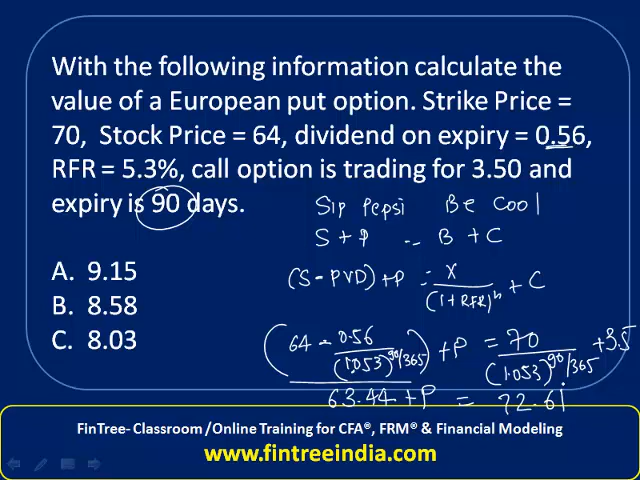 With the following information calculate the
value of a European put option. Strike Price =
70, Stock Price = 64, dividend on expiry = 0.56,
RFR = 5.3%, call option is trading for 3.50 and
expiry is 90 days.
Sip Pepsi Be Cool
S + P = B + C
A. 9.15
(S - PVD) + P = X / (1 + RFR)^n + C
B. 8.58
C. 8.03
(64 - 0.56 / (1.053)^90/365) + P = 70 / (1.053)^90/365 + 3.5
63.44 + P = 72.61
FinTree- Classroom /Online Training for CFA®, FRM® & Financial Modeling
www.fintreeindia.com